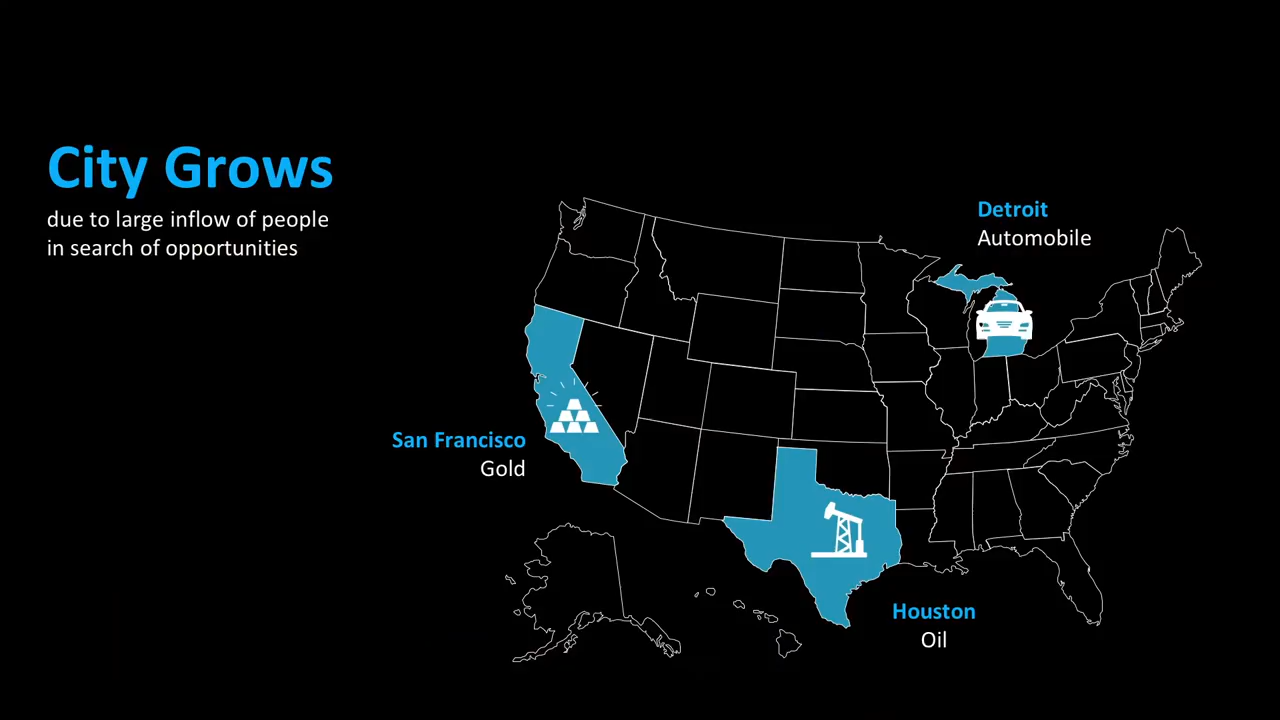 City Grows
due to large inflow of people
in search of opportunities
Detroit
Automobile
San Francisco
Gold
Houston
Oil